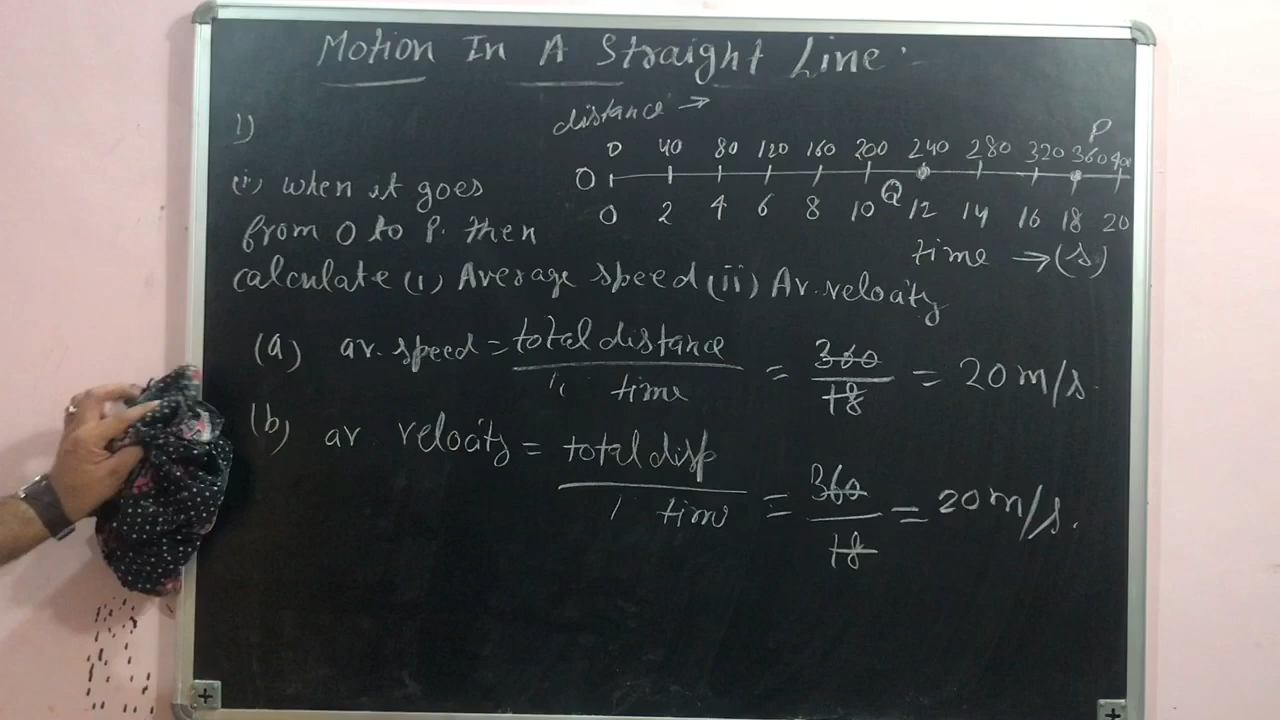 Motion In A Straight Line
distance →
1)
P
0 40 80 120 160 200 240 280 320 360 400
O
(i) when it goes
Q
0 2 4 6 8 10 12 14 16 18 20
from O to P. then
time →(s)
calculate (i) Average speed (ii) Av. velocity
(a) av. speed = total distance / ,, time = 360 / 18 = 20 m/s.
(b) av. velocity = total disp / ,, time = 360 / 18 = 20 m/s.